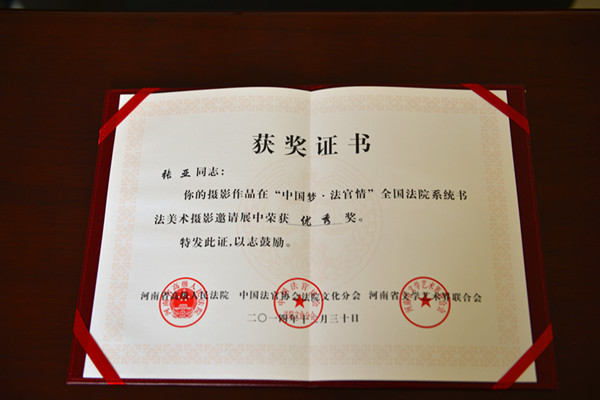 获奖证书
张亚同志：
你的摄影作品在“中国梦·法官情”全国法院系统书
法美术摄影邀请展中荣获 优秀 奖。
特发此证，以志鼓励。
河南省高级人民法院 中国法官协会法院文化分会 河南省文学艺术界联合会
二〇一四年十二月三十日